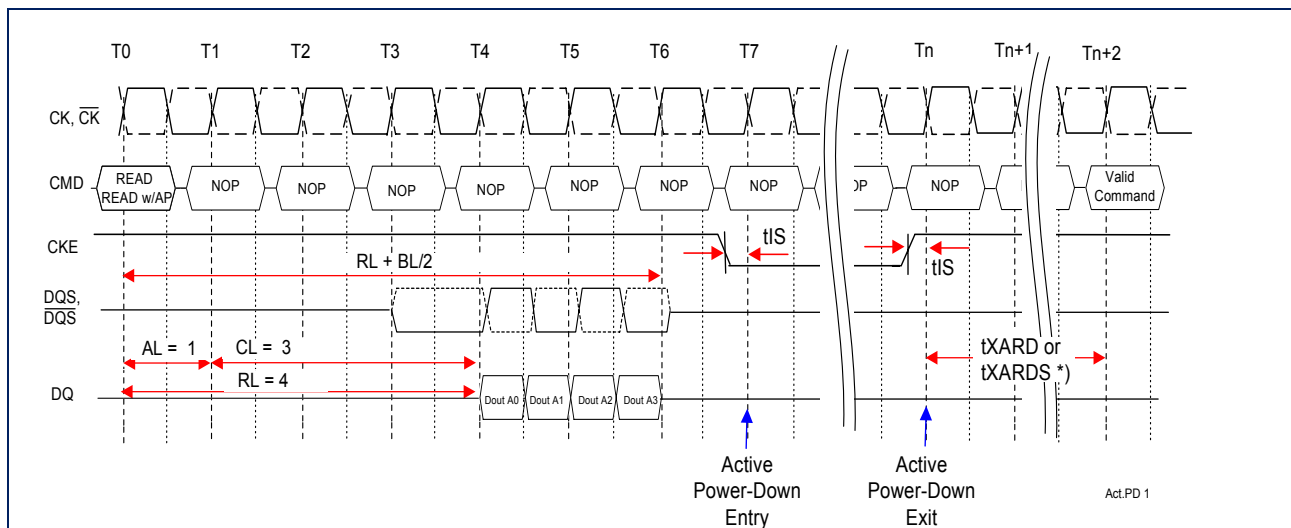 T0 T1 T2 T3 T4 T5 T6 T7 Tn Tn+1 Tn+2
CK, CK
CMD
READ
READ w/AP
NOP NOP NOP NOP NOP NOP NOP OP NOP
Valid
Command
CKE
tIS
tIS
RL + BL/2
DQS,
DQS
AL = 1 CL = 3
tXARD or
tXARDS *)
RL = 4
DQ
Dout A0 Dout A1 Dout A2 Dout A3
Active
Power-Down
Entry
Active
Power-Down
Exit
Act.PD 1